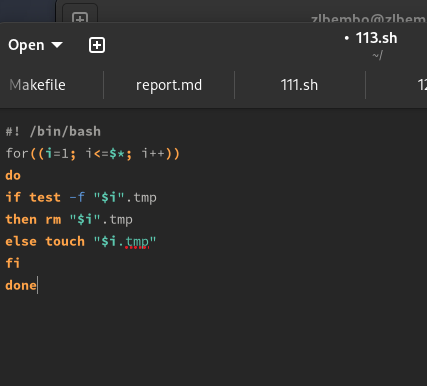 zlbembo@zlbem
Open
• 113.sh
~/
Makefile
report.md
111.sh
12
#! /bin/bash
for((i=1; i<=$*; i++))
do
if test -f "$i".tmp
then rm "$i".tmp
else touch "$i.tmp"
fi
done